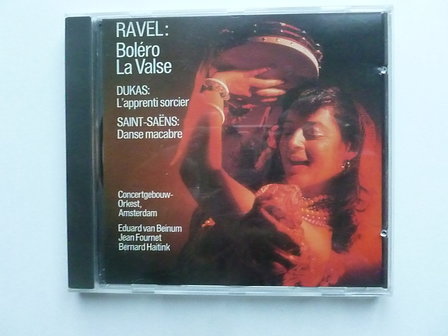 RAVEL:
Boléro
La Valse
DUKAS:
L'apprenti sorcier
SAINT-SAËNS:
Danse macabre
Concertgebouw-
Orkest,
Amsterdam
Eduard van Beinum
Jean Fournet
Bernard Haitink